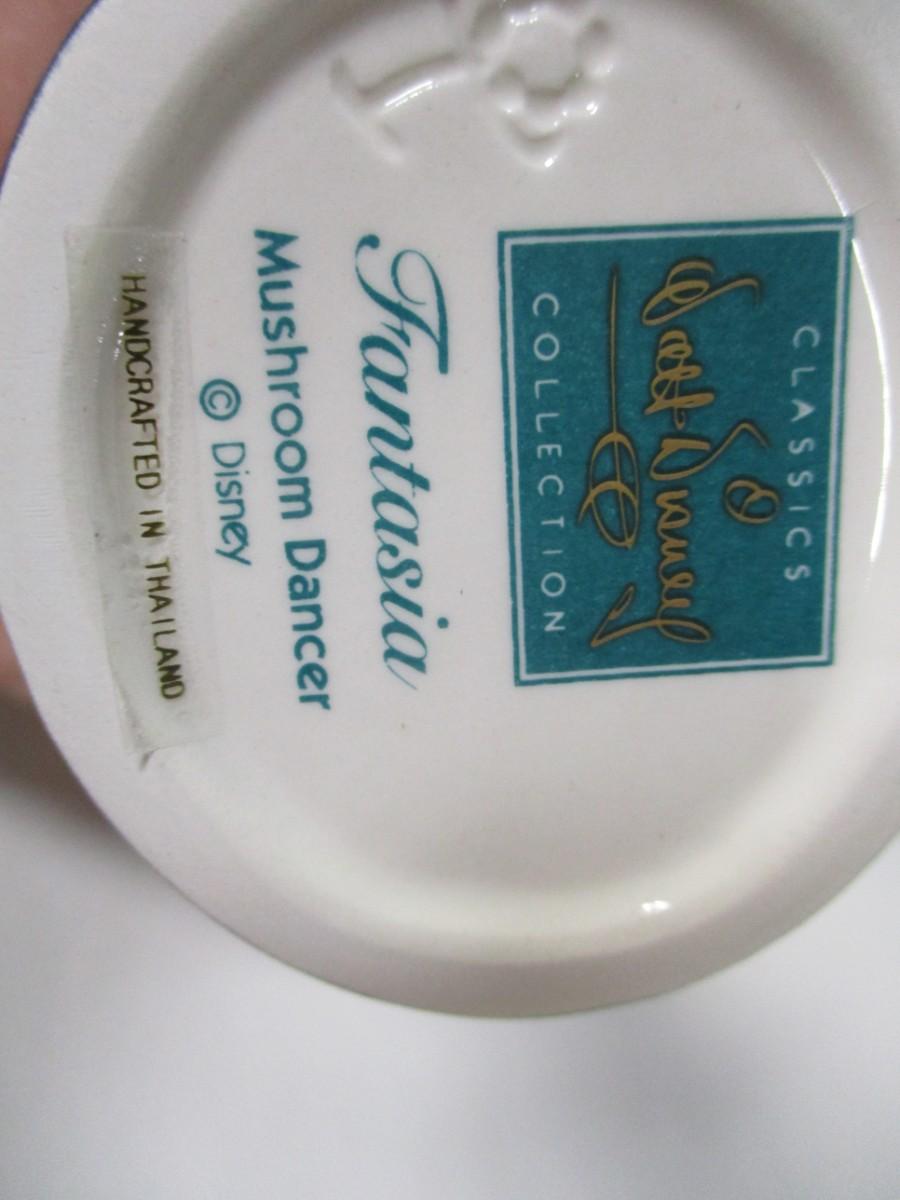 CLASSICS
Walt Disney
COLLECTION
Fantasia
Mushroom Dancer
© Disney
HANDCRAFTED IN THAILAND